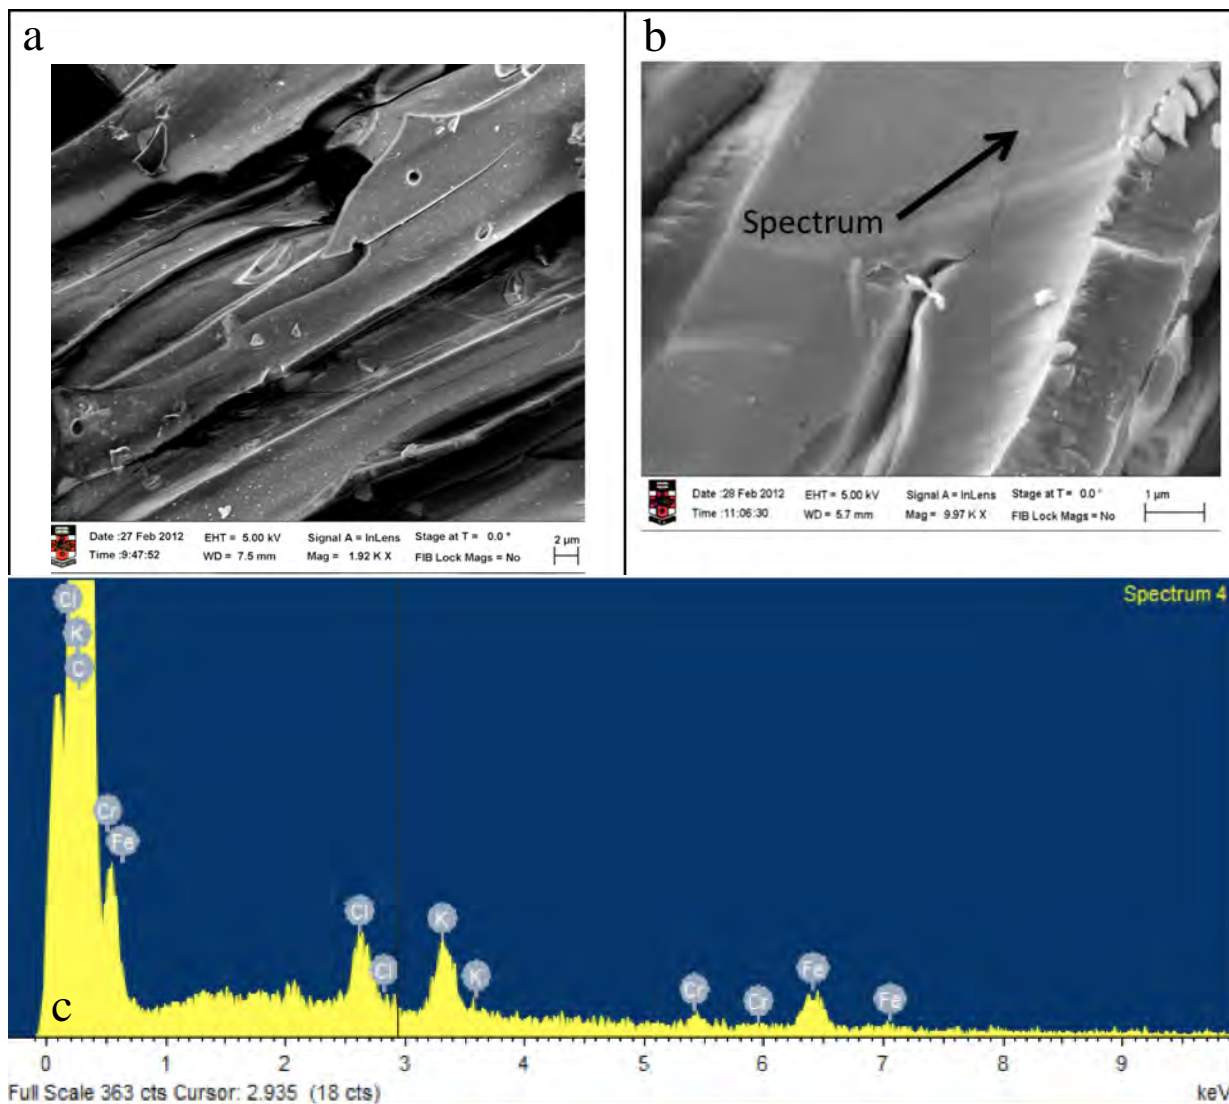 a
Date :27 Feb 2012 EHT = 5.00 kV Signal A = InLens Stage at T = 0.0 ° 2 µm
Time :9:47:52 WD = 7.5 mm Mag = 1.92 K X FIB Lock Mags = No
b
Spectrum
Date :28 Feb 2012 EHT = 5.00 kV Signal A = InLens Stage at T = 0.0 ° 1 µm
Time :11:06:30 WD = 5.7 mm Mag = 9.97 K X FIB Lock Mags = No
Spectrum 4
Cl
K
C
Cr
Fe
Cl
Cl
K
K
Cr
Cr
Fe
Fe
c
0 1 2 3 4 5 6 7 8 9
Full Scale 363 cts Cursor: 2.935 (18 cts) keV